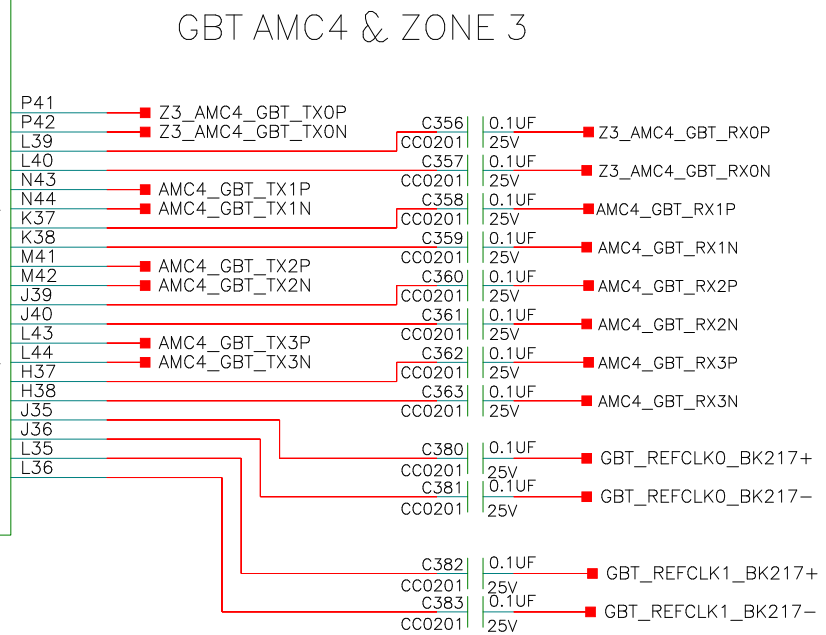 GBT AMC4 & ZONE 3
P41
Z3_AMC4_GBT_TX0P
P42
Z3_AMC4_GBT_TX0N
L39
C356 0.1UF
CC0201 25V
Z3_AMC4_GBT_RX0P
L40
C357 0.1UF
CC0201 25V
Z3_AMC4_GBT_RX0N
N43
AMC4_GBT_TX1P
N44
AMC4_GBT_TX1N
K37
C358 0.1UF
CC0201 25V
AMC4_GBT_RX1P
K38
C359 0.1UF
CC0201 25V
AMC4_GBT_RX1N
M41
AMC4_GBT_TX2P
M42
AMC4_GBT_TX2N
J39
C360 0.1UF
CC0201 25V
AMC4_GBT_RX2P
J40
C361 0.1UF
CC0201 25V
AMC4_GBT_RX2N
L43
AMC4_GBT_TX3P
L44
AMC4_GBT_TX3N
H37
C362 0.1UF
CC0201 25V
AMC4_GBT_RX3P
H38
C363 0.1UF
CC0201 25V
AMC4_GBT_RX3N
J35
J36
L35
L36
C380 0.1UF
CC0201 25V
GBT_REFCLK0_BK217+
C381 0.1UF
CC0201 25V
GBT_REFCLK0_BK217-
C382 0.1UF
CC0201 25V
GBT_REFCLK1_BK217+
C383 0.1UF
CC0201 25V
GBT_REFCLK1_BK217-